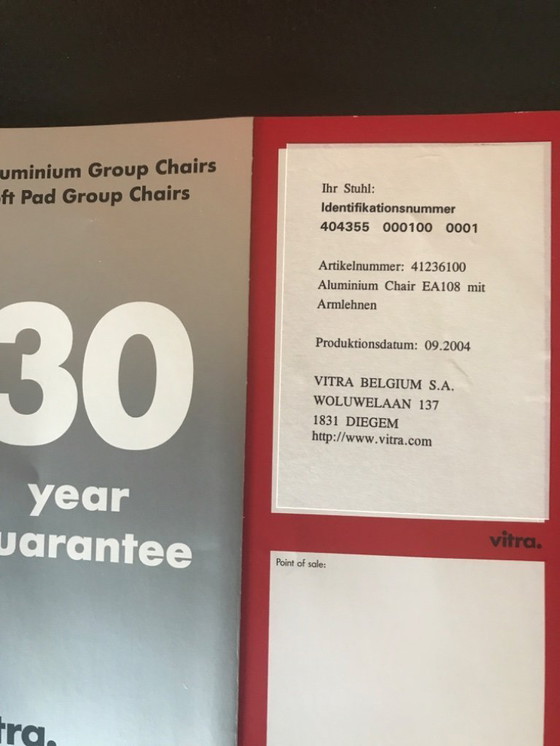 uminium Group Chairs
ft Pad Group Chairs
30
year
uarantee
tra.
Ihr Stuhl:
Identifikationsnummer
404355 000100 0001
Artikelnummer: 41236100
Aluminium Chair EA108 mit
Armlehnen
Produktionsdatum: 09.2004
VITRA BELGIUM S.A.
WOLUWELAAN 137
1831 DIEGEM
http://www.vitra.com
vitra.
Point of sale: